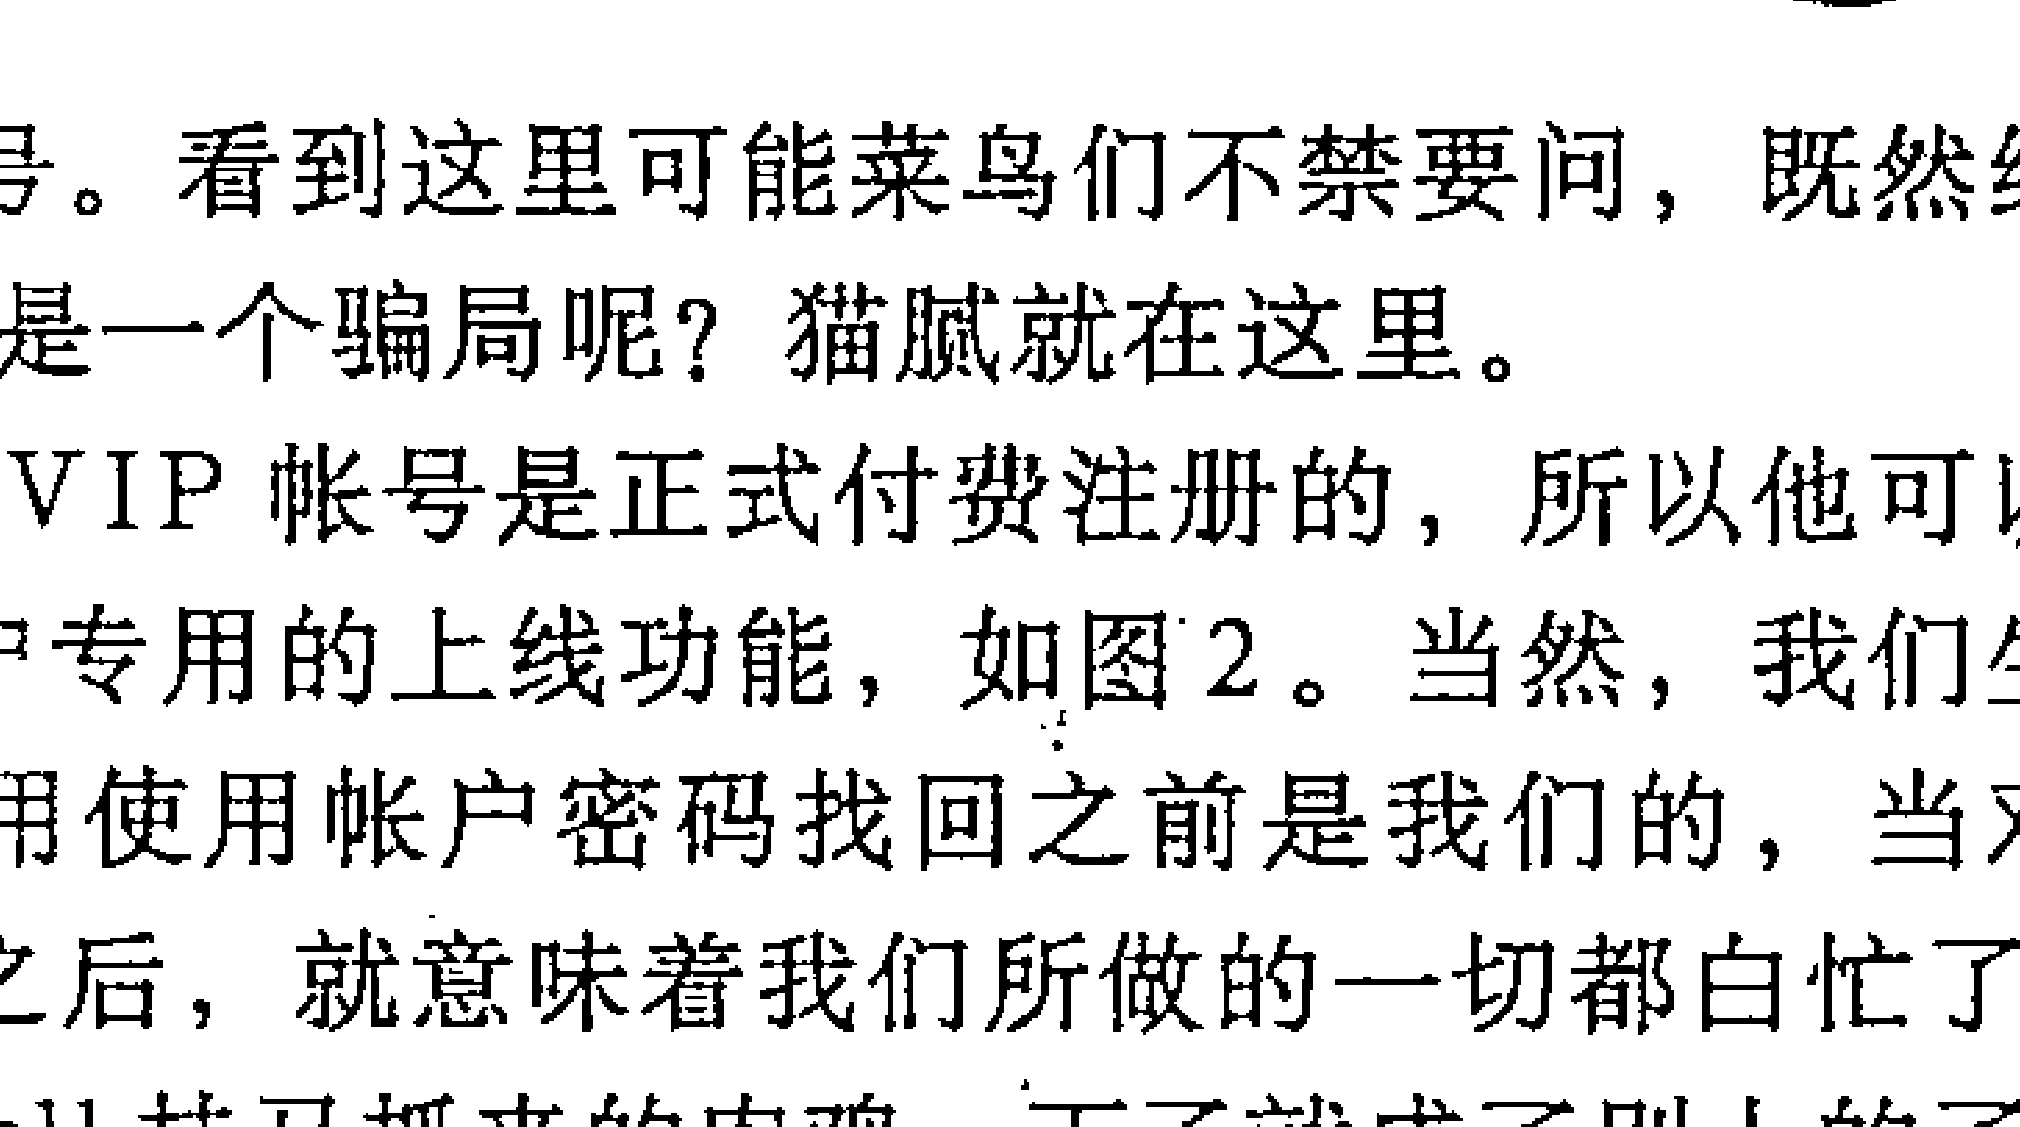 号。看到这里可能菜鸟们不禁要问，既然
是一个骗局呢？猫腻就在这里。
VIP 帐号是正式付费注册的，所以他可以
户专用的上线功能，如图 2。当然，我们
用使用帐户密码找回之前是我们的，当对
之后，就意味着我们所做的一切都白忙了